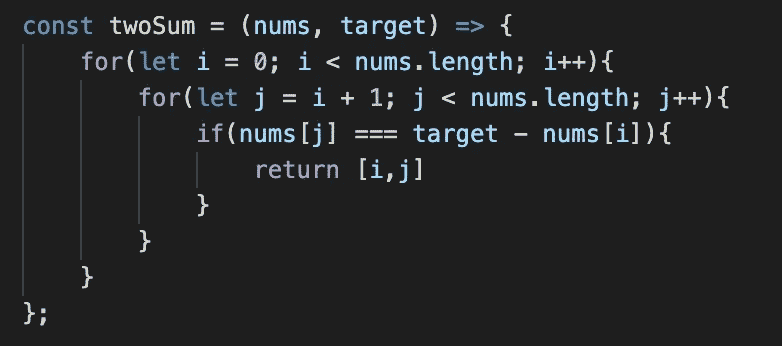 const twoSum = (nums, target) => {
    for(let i = 0; i < nums.length; i++){
        for(let j = i + 1; j < nums.length; j++){
            if(nums[j] === target - nums[i]){
                return [i,j]
            }
        }
    }
};